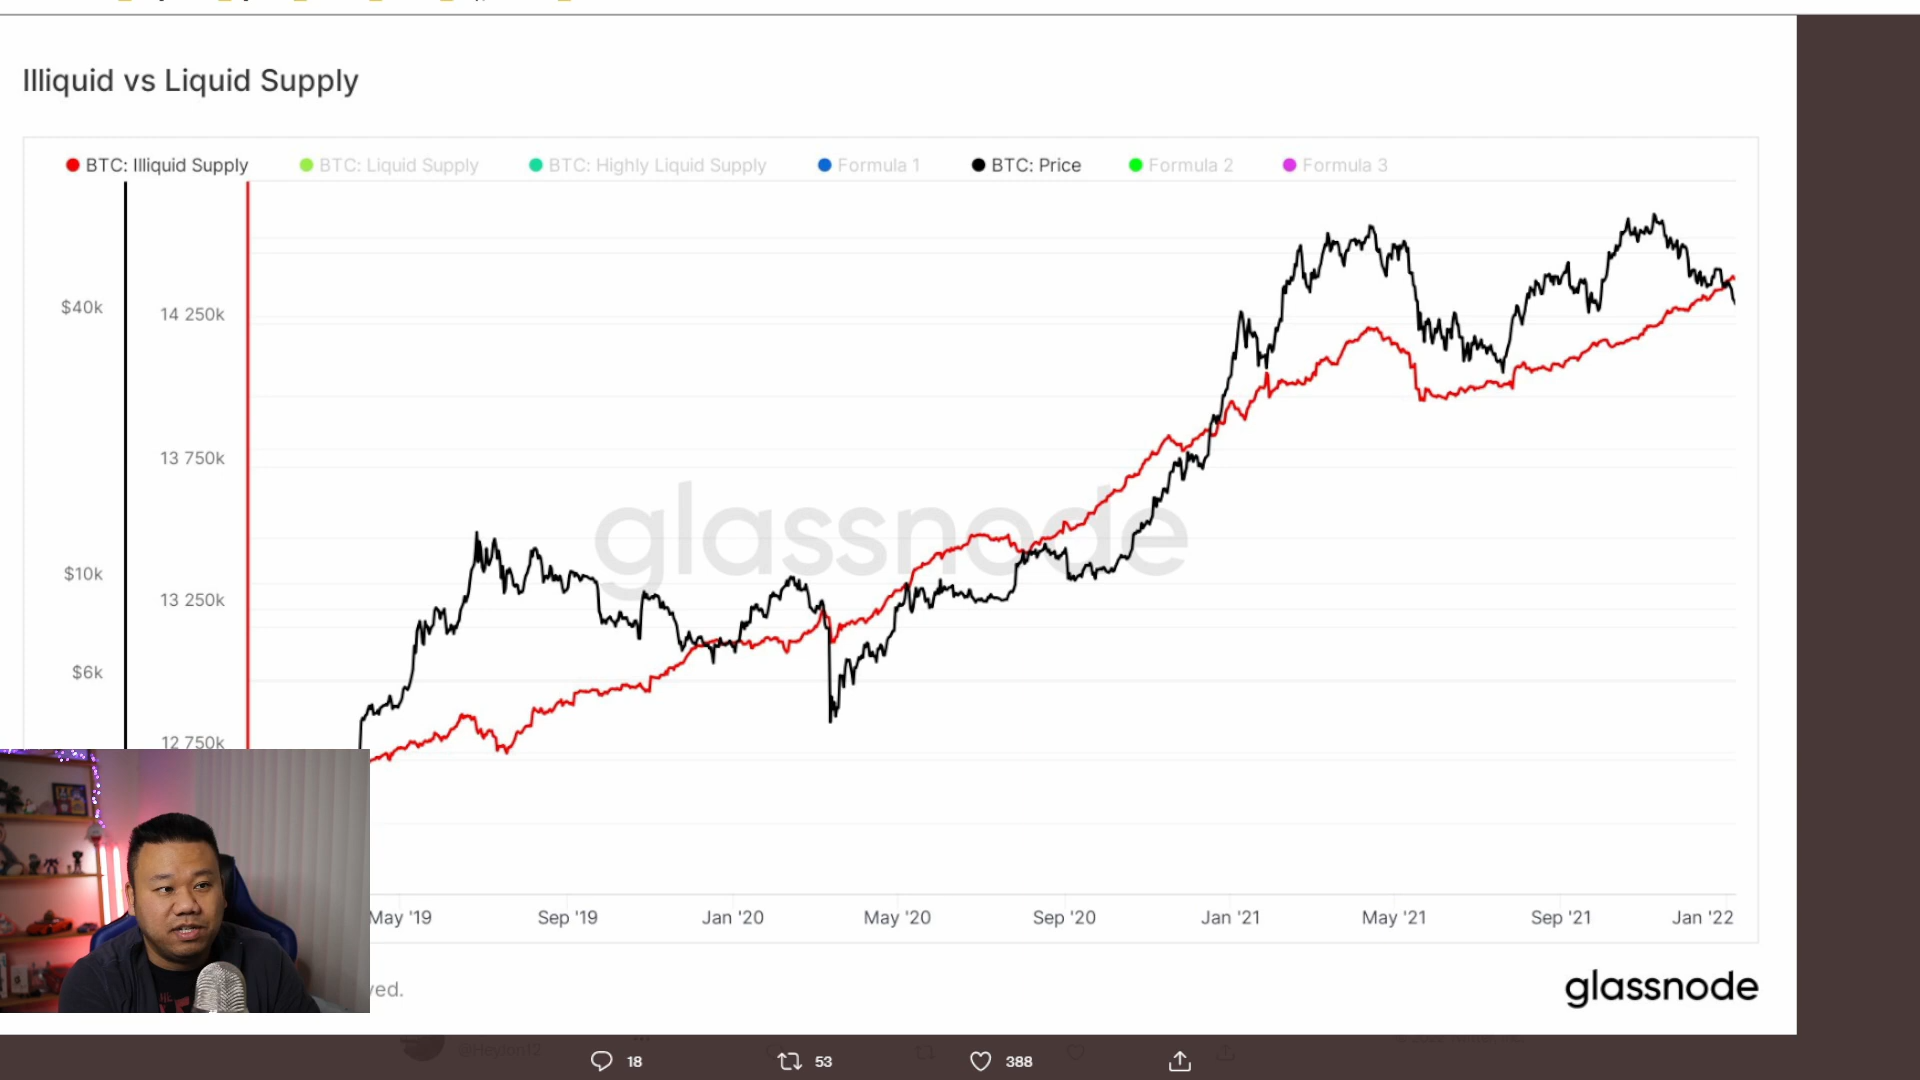 Illiquid vs Liquid Supply
BTC: Illiquid Supply BTC: Liquid Supply BTC: Highly Liquid Supply Formula 1 BTC: Price Formula 2 Formula 3
$40k 14 250k
13 750k
glassnode
$10k
13 250k
$6k
12 750k
May '19 Sep '19 Jan '20 May '20 Sep '20 Jan '21 May '21 Sep '21 Jan '22
ved.
glassnode
@HeyJon12
18 53 388